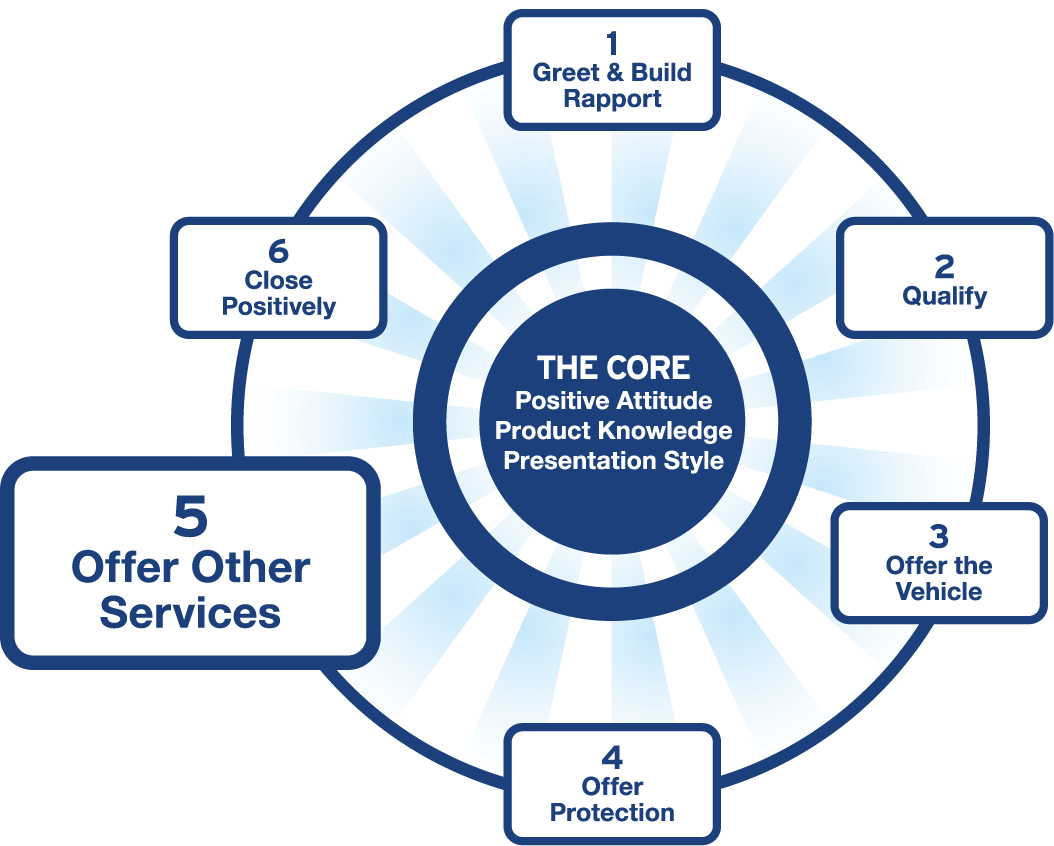 1
Greet & Build
Rapport
2
Qualify
3
Offer the
Vehicle
4
Offer
Protection
5
Offer Other
Services
6
Close
Positively
THE CORE
Positive Attitude
Product Knowledge
Presentation Style